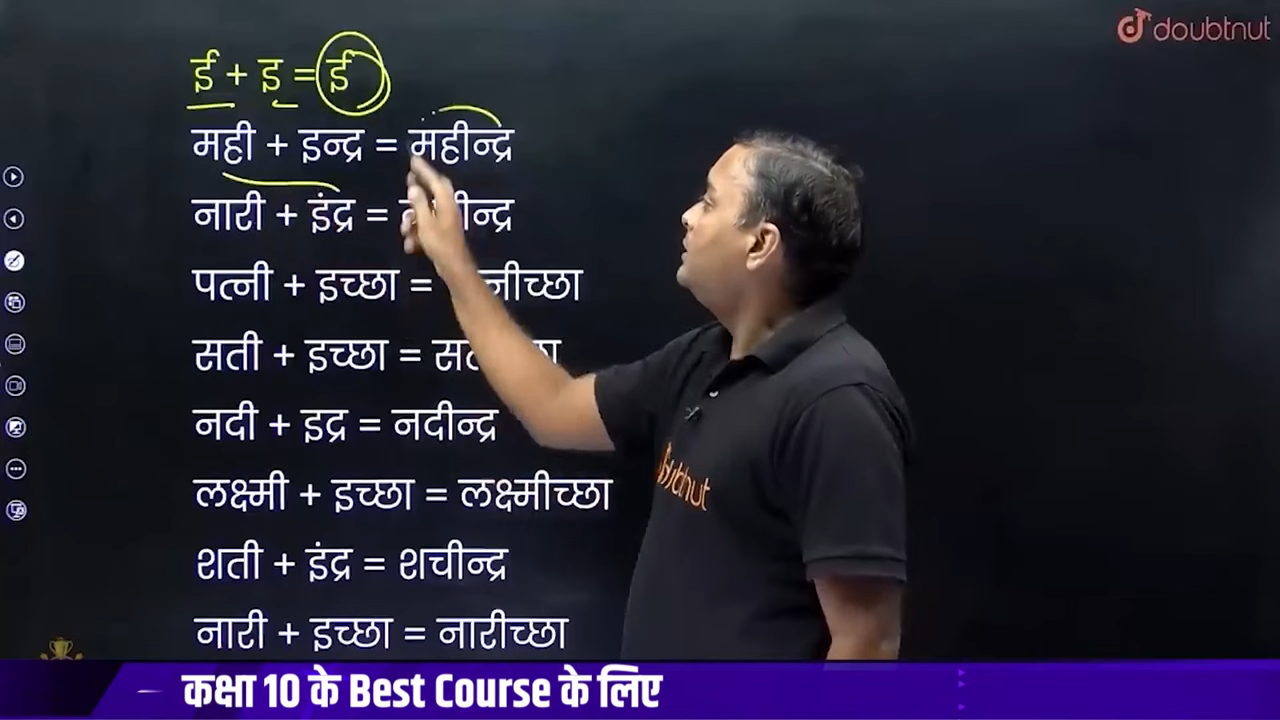 doubtnut
ई + इ = ई
मही + इन्द्र = महीन्द्र
नारी + इंद्र =
पत्नी + इच्छा =
सती + इच्छा =
नदी + इद्र = नदीन्द्र
लक्ष्मी + इच्छा = लक्ष्मीच्छा
शती + इंद्र = शचीन्द्र
नारी + इच्छा = नारीच्छा
कक्षा 10 के Best Course के लिए